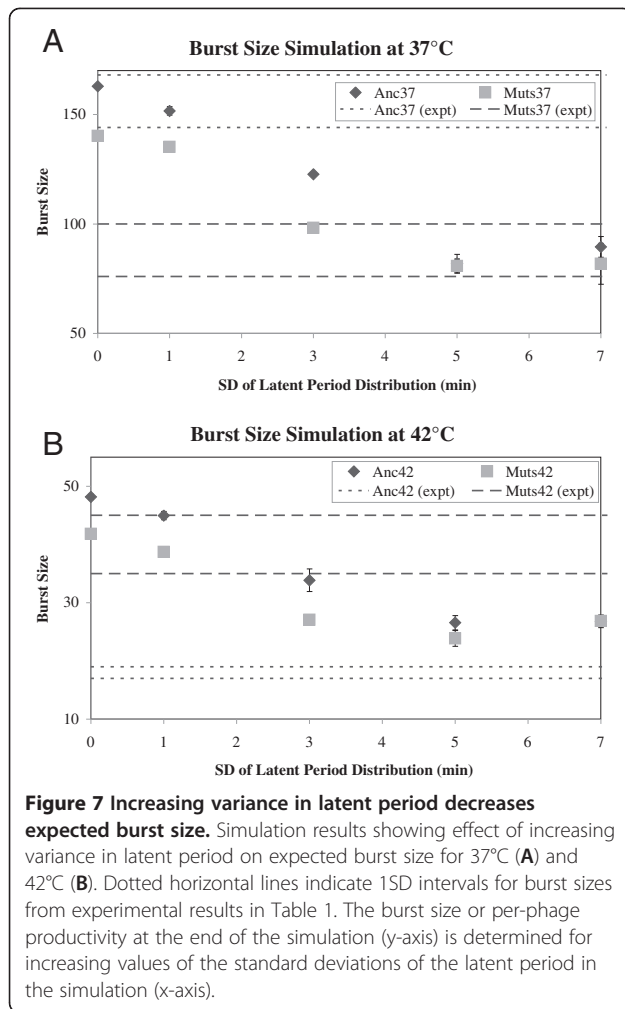 A
Burst Size Simulation at 37°C
Anc37 Muts37
Anc37 (expt) Muts37 (expt)
150
100
50
Burst Size
0 1 2 3 4 5 6 7
SD of Latent Period Distribution (min)
B
Burst Size Simulation at 42°C
Anc42 Muts42
Anc42 (expt) Muts42 (expt)
50
30
10
Burst Size
0 1 2 3 4 5 6 7
SD of Latent Period Distribution (min)
Figure 7 Increasing variance in latent period decreases
expected burst size. Simulation results showing effect of increasing
variance in latent period on expected burst size for 37°C (A) and
42°C (B). Dotted horizontal lines indicate 1SD intervals for burst sizes
from experimental results in Table 1. The burst size or per-phage
productivity at the end of the simulation (y-axis) is determined for
increasing values of the standard deviations of the latent period in
the simulation (x-axis).